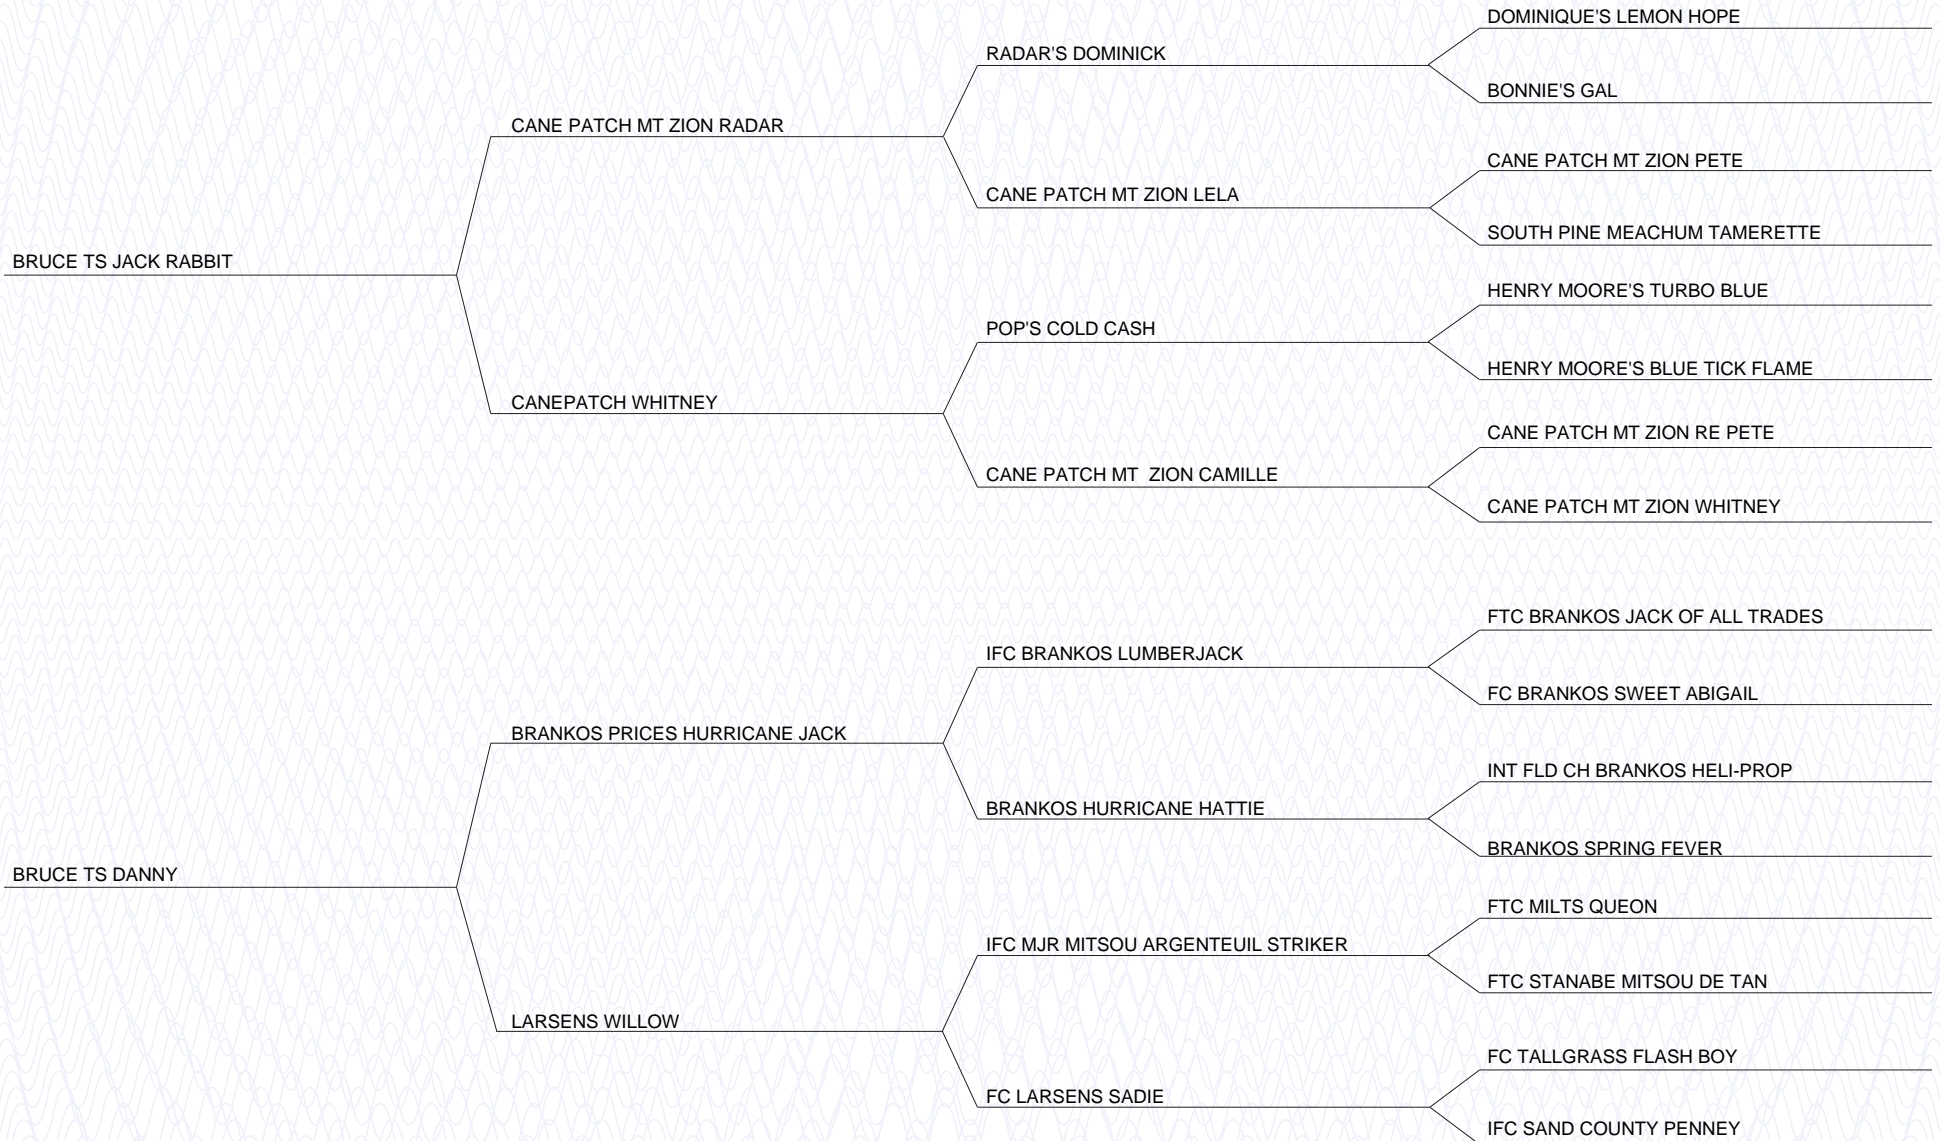 DOMINIQUE'S LEMON HOPE
RADAR'S DOMINICK
BONNIE'S GAL
CANE PATCH MT ZION RADAR
CANE PATCH MT ZION PETE
CANE PATCH MT ZION LELA
SOUTH PINE MEACHUM TAMERETTE
BRUCE TS JACK RABBIT
HENRY MOORE'S TURBO BLUE
POP'S COLD CASH
HENRY MOORE'S BLUE TICK FLAME
CANEPATCH WHITNEY
CANE PATCH MT ZION RE PETE
CANE PATCH MT  ZION CAMILLE
CANE PATCH MT ZION WHITNEY
FTC BRANKOS JACK OF ALL TRADES
IFC BRANKOS LUMBERJACK
FC BRANKOS SWEET ABIGAIL
BRANKOS PRICES HURRICANE JACK
INT FLD CH BRANKOS HELI-PROP
BRANKOS HURRICANE HATTIE
BRANKOS SPRING FEVER
BRUCE TS DANNY
FTC MILTS QUEON
IFC MJR MITSOU ARGENTEUIL STRIKER
FTC STANABE MITSOU DE TAN
LARSENS WILLOW
FC TALLGRASS FLASH BOY
FC LARSENS SADIE
IFC SAND COUNTY PENNEY